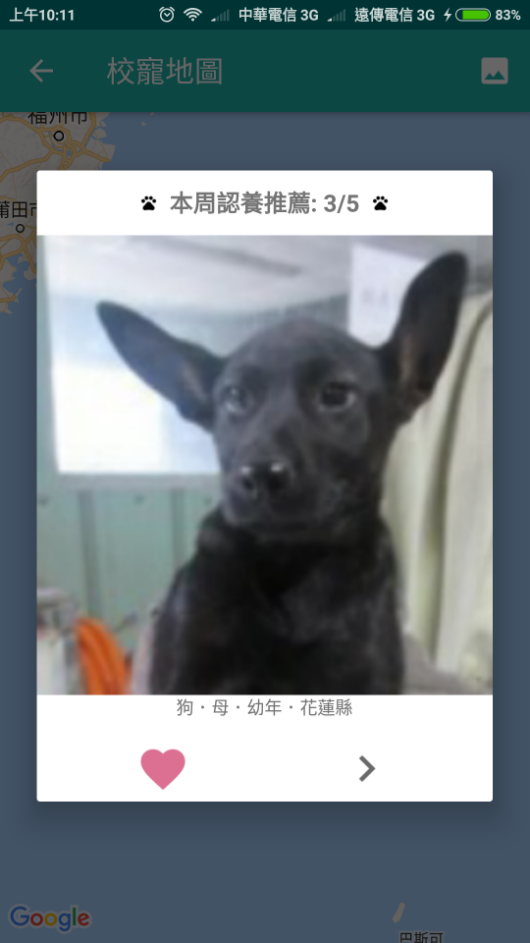 上午10:11 中華電信 3G 遠傳電信 3G 83%
校寵地圖
福州市
莆田市
本周認養推薦: 3/5
狗・母・幼年・花蓮縣
Google
巴斯可